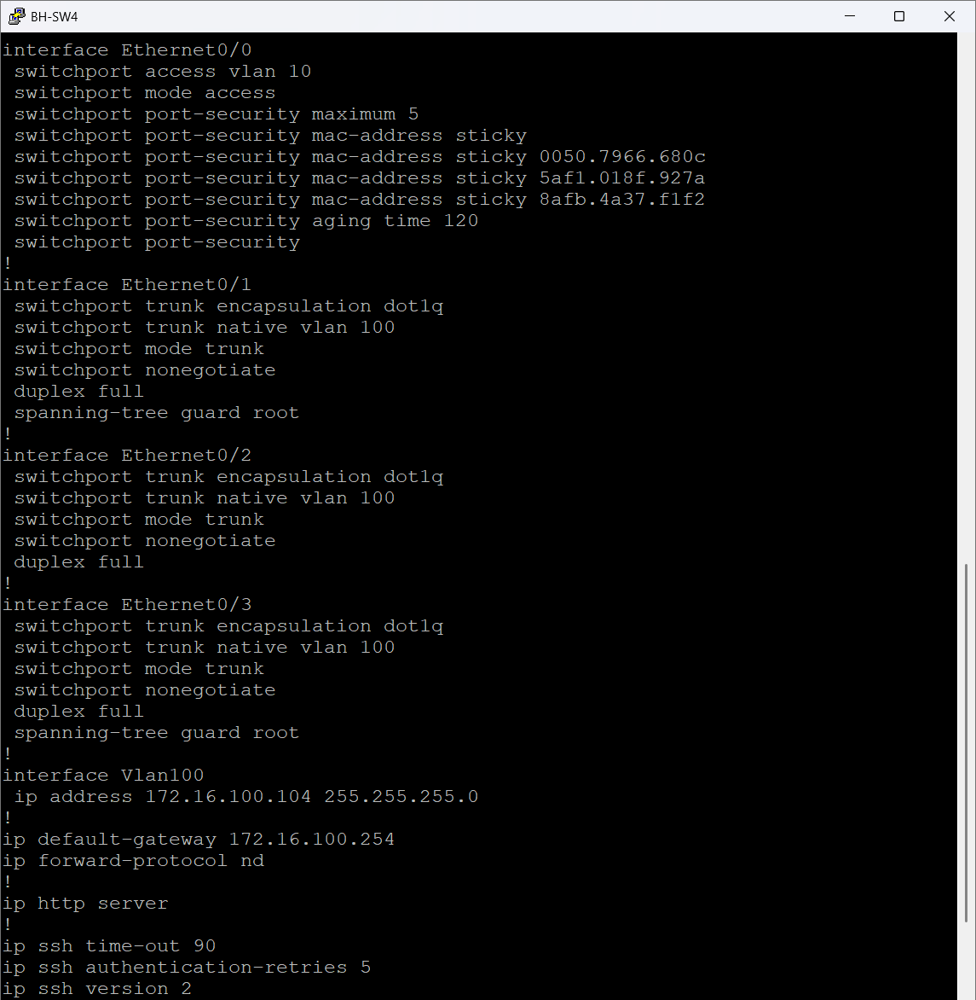 BH-SW4
interface Ethernet0/0
 switchport access vlan 10
 switchport mode access
 switchport port-security maximum 5
 switchport port-security mac-address sticky
 switchport port-security mac-address sticky 0050.7966.680c
 switchport port-security mac-address sticky 5af1.018f.927a
 switchport port-security mac-address sticky 8afb.4a37.f1f2
 switchport port-security aging time 120
 switchport port-security
!
interface Ethernet0/1
 switchport trunk encapsulation dot1q
 switchport trunk native vlan 100
 switchport mode trunk
 switchport nonegotiate
 duplex full
 spanning-tree guard root
!
interface Ethernet0/2
 switchport trunk encapsulation dot1q
 switchport trunk native vlan 100
 switchport mode trunk
 switchport nonegotiate
 duplex full
!
interface Ethernet0/3
 switchport trunk encapsulation dot1q
 switchport trunk native vlan 100
 switchport mode trunk
 switchport nonegotiate
 duplex full
 spanning-tree guard root
!
interface Vlan100
 ip address 172.16.100.104 255.255.255.0
!
ip default-gateway 172.16.100.254
ip forward-protocol nd
!
ip http server
!
ip ssh time-out 90
ip ssh authentication-retries 5
ip ssh version 2